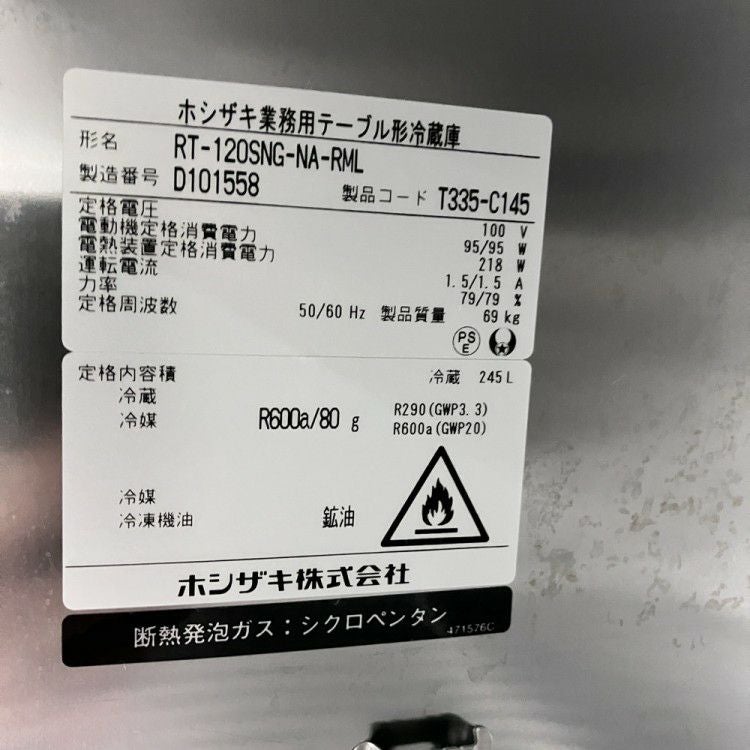 ホシザキ業務用テーブル形冷蔵庫
形名 RT-120SNG-NA-RML
製造番号 D101558 製品コード T335-C145
定格電圧 100 V
電動機定格消費電力 95/95 W
電熱装置定格消費電力 218 W
運転電流 1.5/1.5 A
力率 79/79 %
定格周波数 50/60 Hz 製品質量 69 kg
PS
E
定格内容積 冷蔵 245 L
冷蔵
冷媒 R600a/80 g R290(GWP3.3)
R600a(GWP20)
冷媒
冷凍機油 鉱油
ホシザキ株式会社
断熱発泡ガス：シクロペンタン
471576C